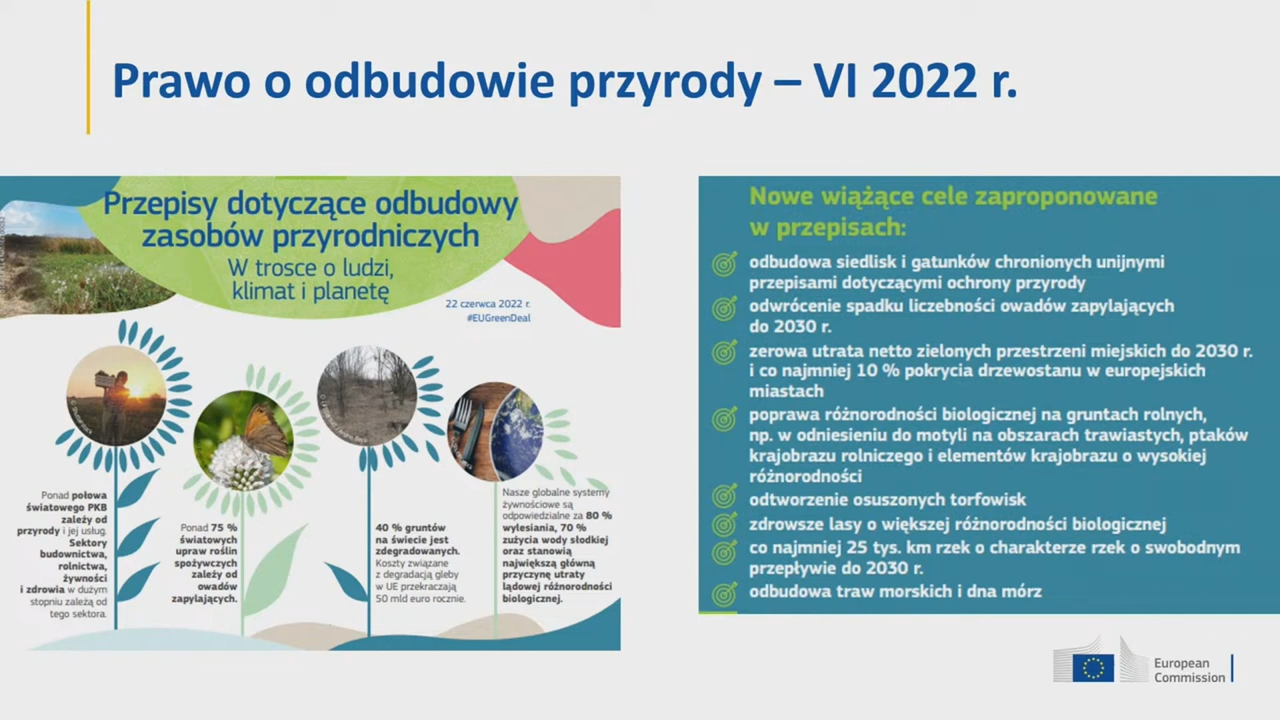 Prawo o odbudowie przyrody – VI 2022 r.
Przepisy dotyczące odbudowy
zasobów przyrodniczych
W trosce o ludzi,
klimat i planetę
22 czerwca 2022 r.
#EUGreenDeal
Ponad połowa
światowego PKB
zależy od
przyrody i jej usług.
Sektory
budownictwa,
rolnictwa,
żywności
i zdrowia w dużym
stopniu zależą od
tego sektora.
Ponad 75 %
światowych
upraw roślin
spożywczych
zależy od
owadów
zapylających.
40 % gruntów
na świecie jest
zdegradowanych.
Koszty związane
z degradacją gleby
w UE przekraczają
50 mld euro rocznie.
Nasze globalne systemy
żywnościowe są
odpowiedzialne za 80 %
wylesiania, 70 %
zużycia wody słodkiej
oraz stanowią
największą główną
przyczynę utraty
lądowej różnorodności
biologicznej.
Nowe wiążące cele zaproponowane
w przepisach:
odbudowa siedlisk i gatunków chronionych unijnymi
przepisami dotyczącymi ochrony przyrody
odwrócenie spadku liczebności owadów zapylających
do 2030 r.
zerowa utrata netto zielonych przestrzeni miejskich do 2030 r.
i co najmniej 10 % pokrycia drzewostanu w europejskich
miastach
poprawa różnorodności biologicznej na gruntach rolnych,
np. w odniesieniu do motyli na obszarach trawiastych, ptaków
krajobrazu rolniczego i elementów krajobrazu o wysokiej
różnorodności
odtworzenie osuszonych torfowisk
zdrowsze lasy o większej różnorodności biologicznej
co najmniej 25 tys. km rzek o charakterze rzek o swobodnym
przepływie do 2030 r.
odbudowa traw morskich i dna mórz
European
Commission